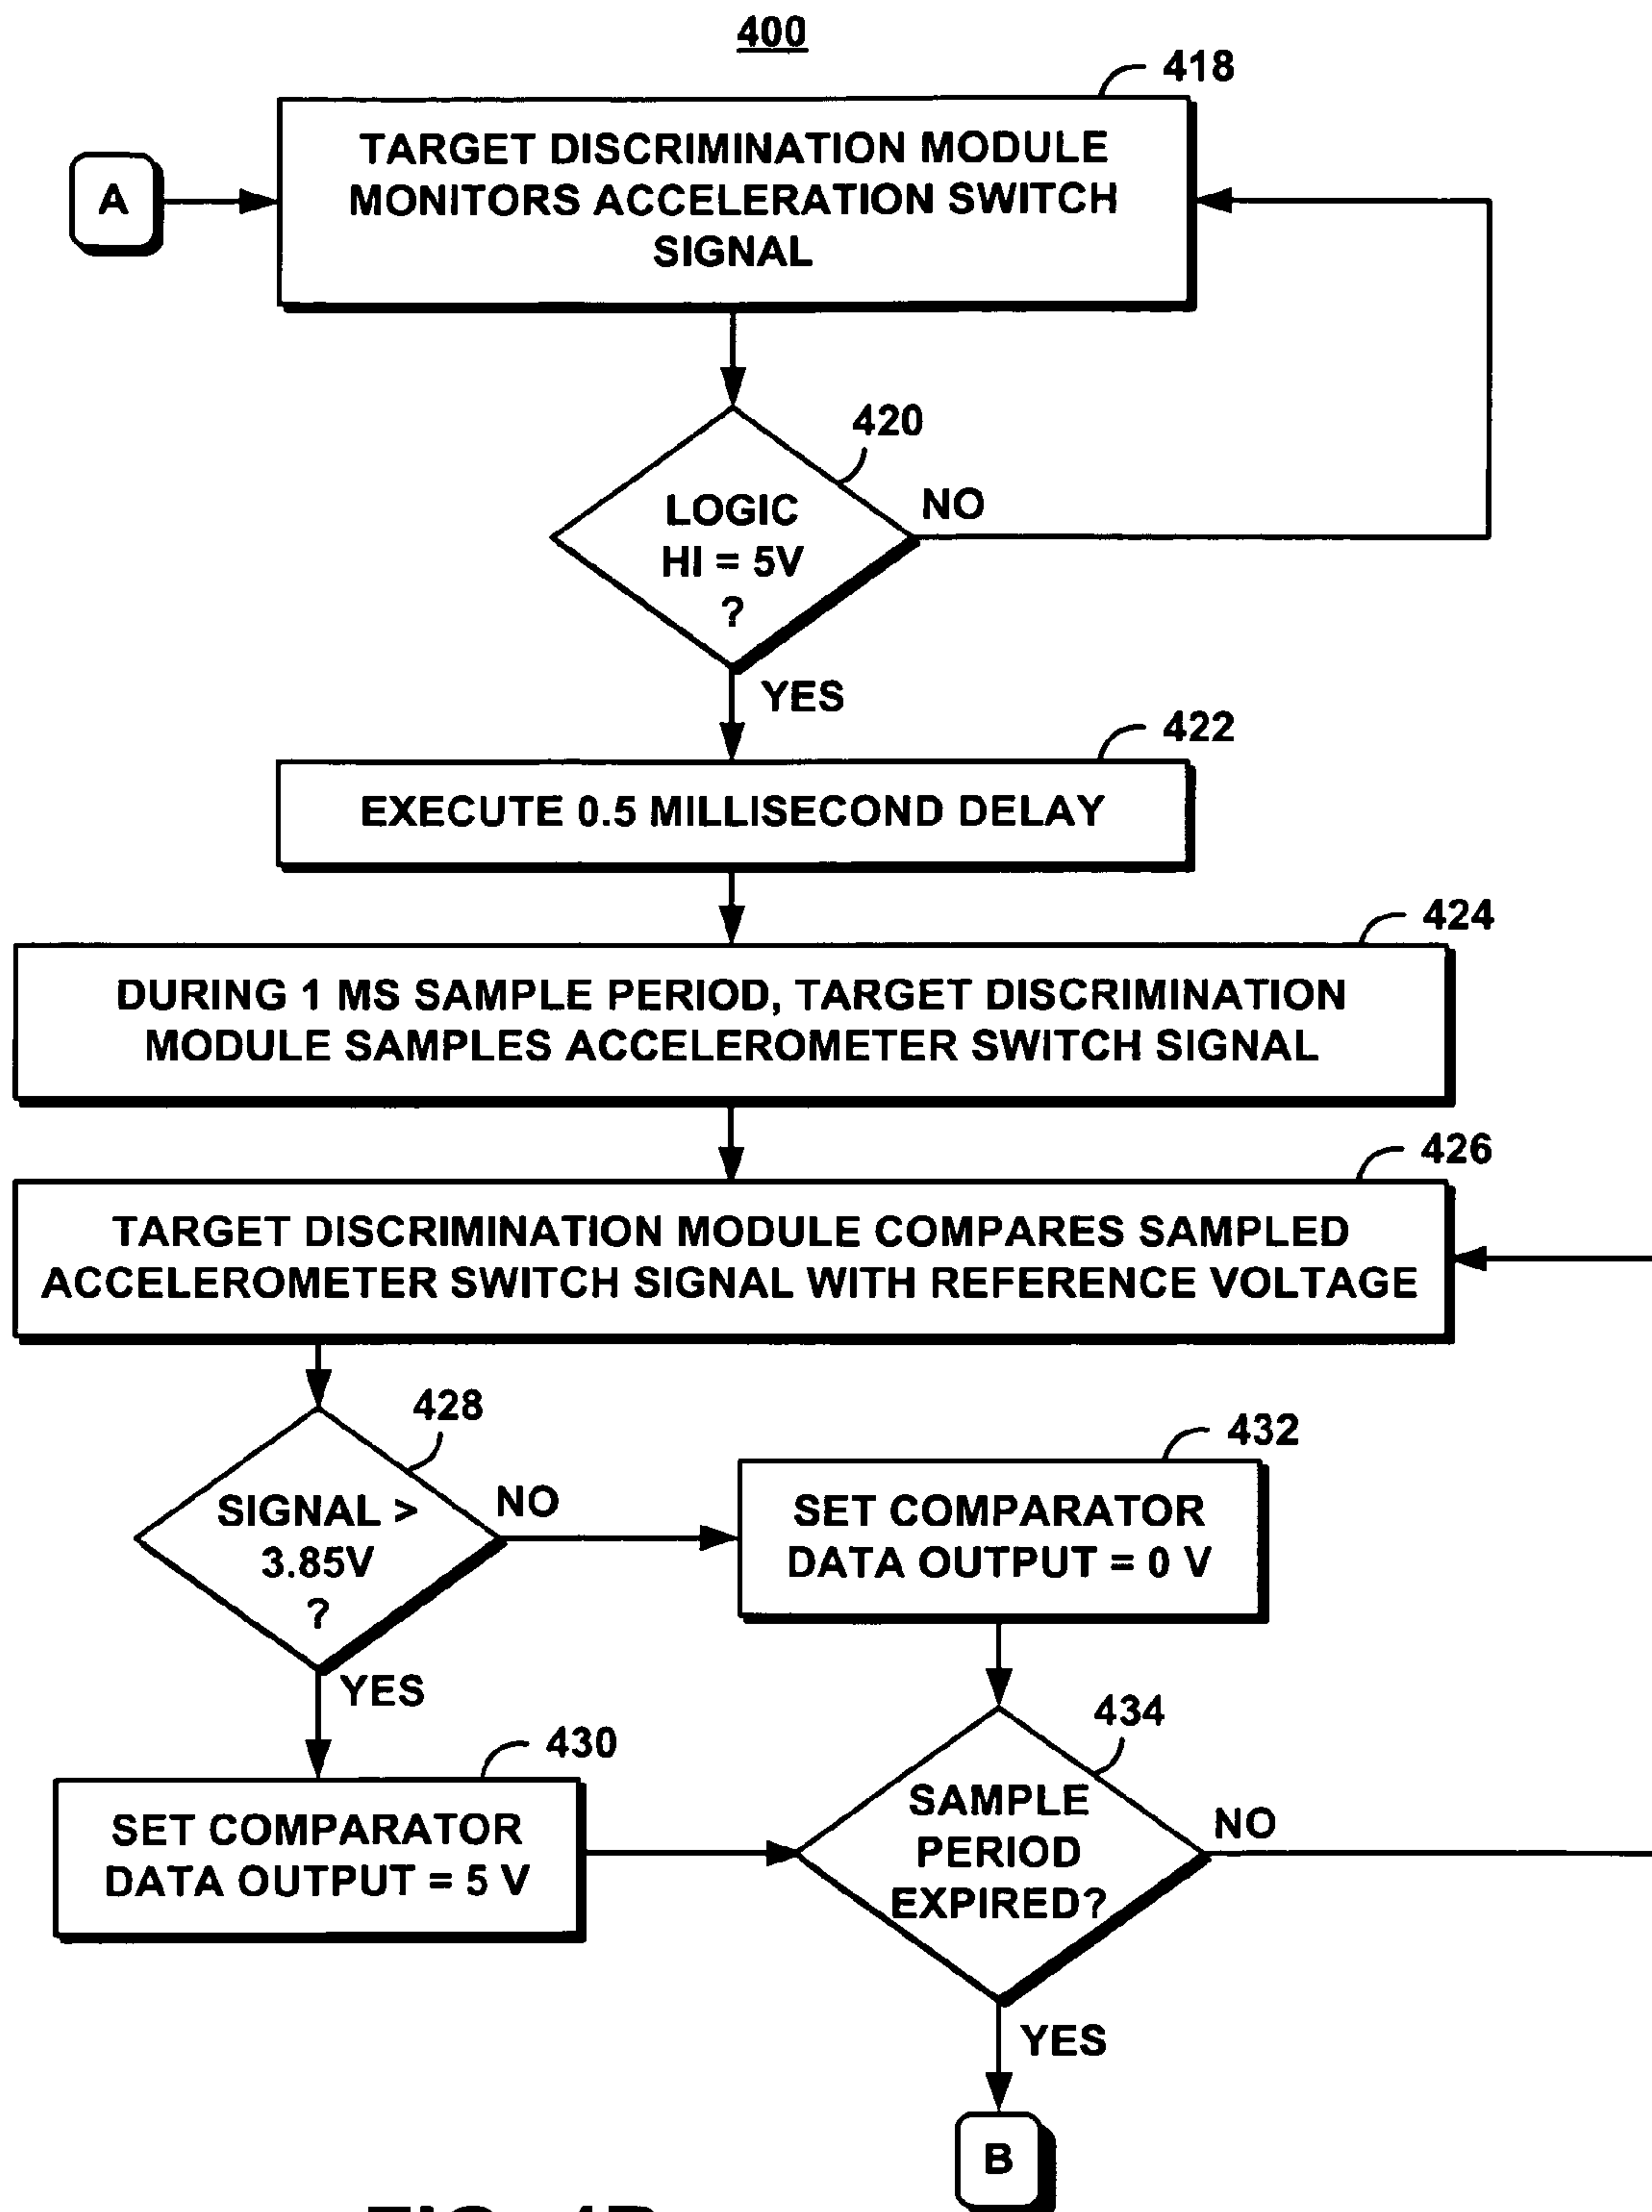 400
418
TARGET DISCRIMINATION MODULE
MONITORS ACCELERATION SWITCH
SIGNAL
A
420
LOGIC
HI = 5V
?
NO
YES
422
EXECUTE 0.5 MILLISECOND DELAY
424
DURING 1 MS SAMPLE PERIOD, TARGET DISCRIMINATION
MODULE SAMPLES ACCELEROMETER SWITCH SIGNAL
426
TARGET DISCRIMINATION MODULE COMPARES SAMPLED
ACCELEROMETER SWITCH SIGNAL WITH REFERENCE VOLTAGE
428
SIGNAL >
3.85V
?
NO
YES
432
SET COMPARATOR
DATA OUTPUT = 0 V
430
SET COMPARATOR
DATA OUTPUT = 5 V
434
SAMPLE
PERIOD
EXPIRED?
NO
YES
B